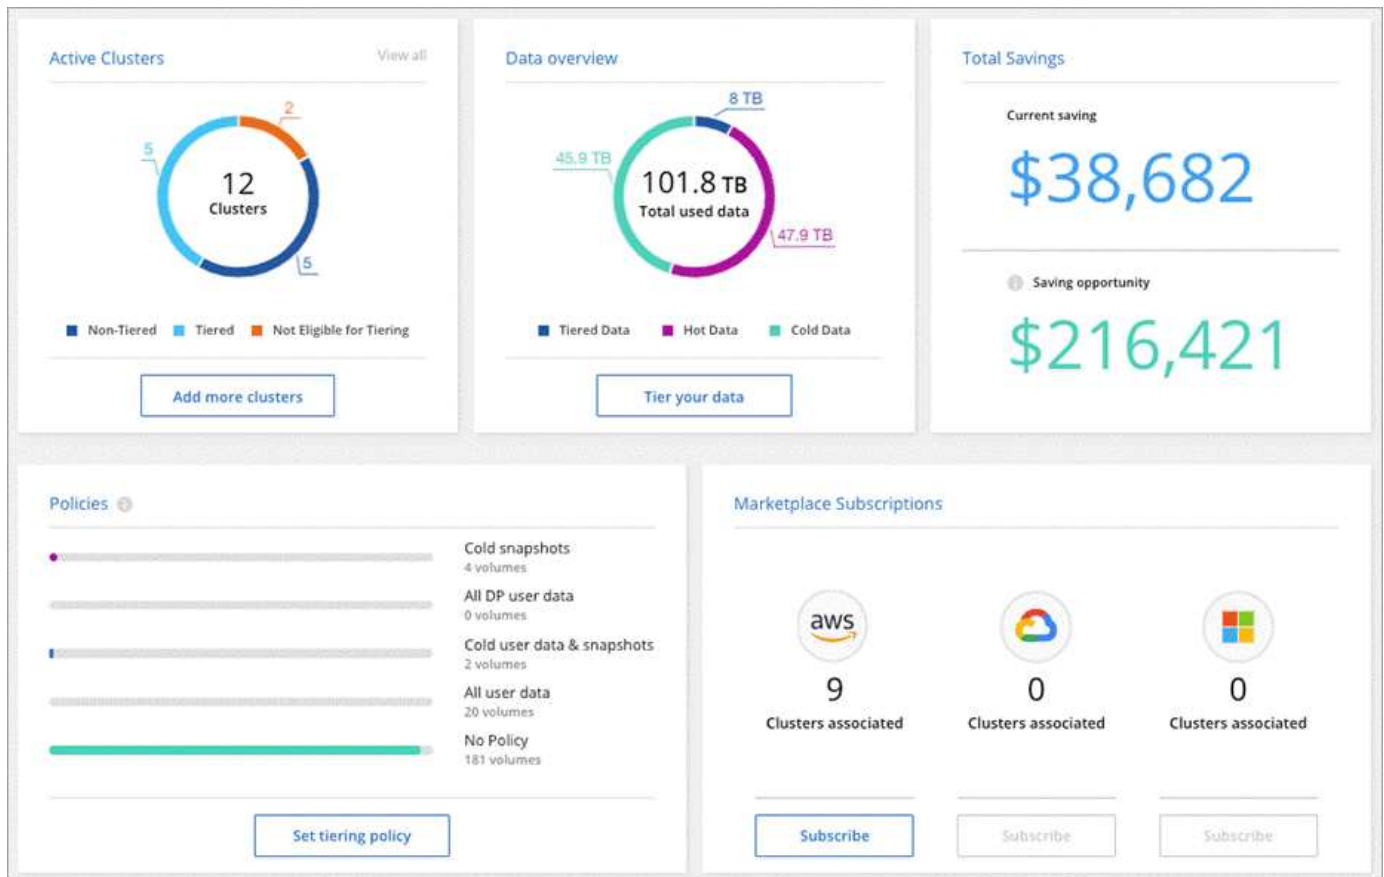 Active Clusters
View all
2
5
12
Clusters
5
Non-Tiered
Tiered
Not Eligible for Tiering
Add more clusters
Data overview
8 TB
45.9 TB
101.8 TB
Total used data
47.9 TB
Tiered Data
Hot Data
Cold Data
Tier your data
Total Savings
Current saving
$38,682
Saving opportunity
$216,421
Policies
Cold snapshots
4 volumes
All DP user data
0 volumes
Cold user data & snapshots
2 volumes
All user data
20 volumes
No Policy
181 volumes
Set tiering policy
Marketplace Subscriptions
aws
9
Clusters associated
Subscribe
0
Clusters associated
Subscribe
0
Clusters associated
Subscribe